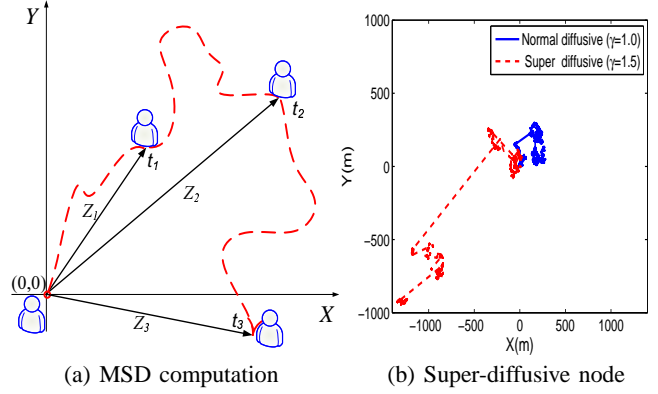 Y
t1
t2
Z1
Z2
(0,0)
Z3
t3
X
(a) MSD computation
1000
500
0
−500
−1000
Y(m)
Normal diffusive (γ=1.0)
Super diffusive (γ=1.5)
−1000 −500 0 500 1000
X(m)
(b) Super-diffusive node